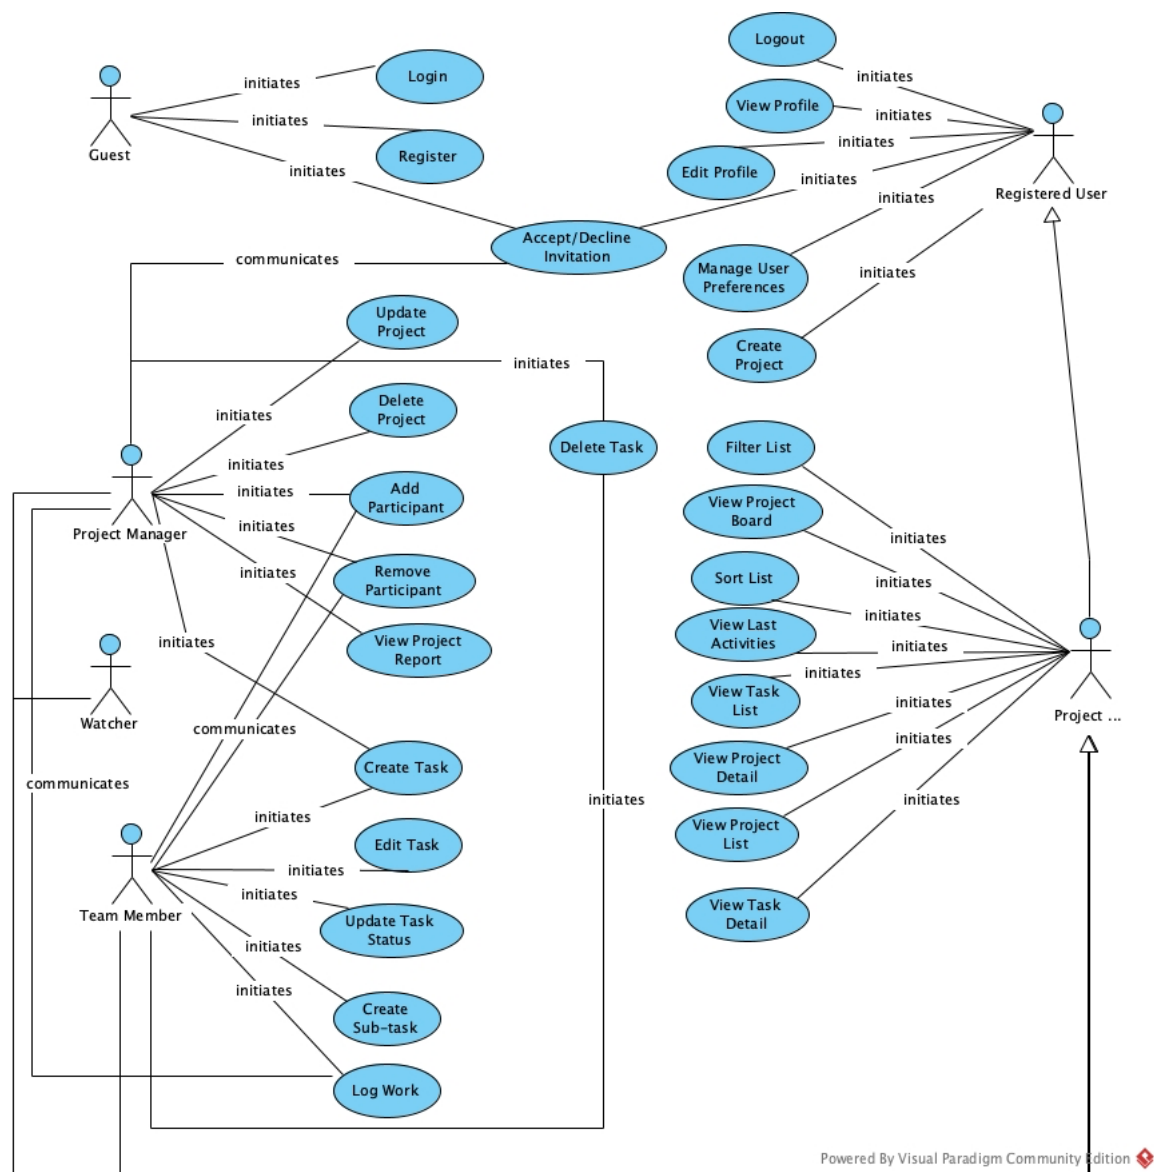 Logout
initiates
Login
initiates
View Profile
initiates
initiates
Register
initiates
Guest
Edit Profile
initiates
initiates
Registered User
initiates
Accept/Decline
Invitation
communicates
Manage User
Preferences
initiates
Update
Project
Create
Project
initiates
Delete
Project
initiates
Delete Task
Filter List
initiates
initiates
Add
Participant
View Project
Board
Project Manager
initiates
initiates
initiates
Remove
Participant
Sort List
initiates
initiates
View Last
Activities
initiates
View Project
Report
initiates
initiates
View Task
List
initiates
Watcher
Project ...
communicates
initiates
View Project
Detail
Create Task
communicates
initiates
initiates
initiates
View Project
List
Edit Task
initiates
initiates
Team Member
Update Task
Status
View Task
Detail
initiates
initiates
Create
Sub-task
Log Work
Powered By Visual Paradigm Community Edition